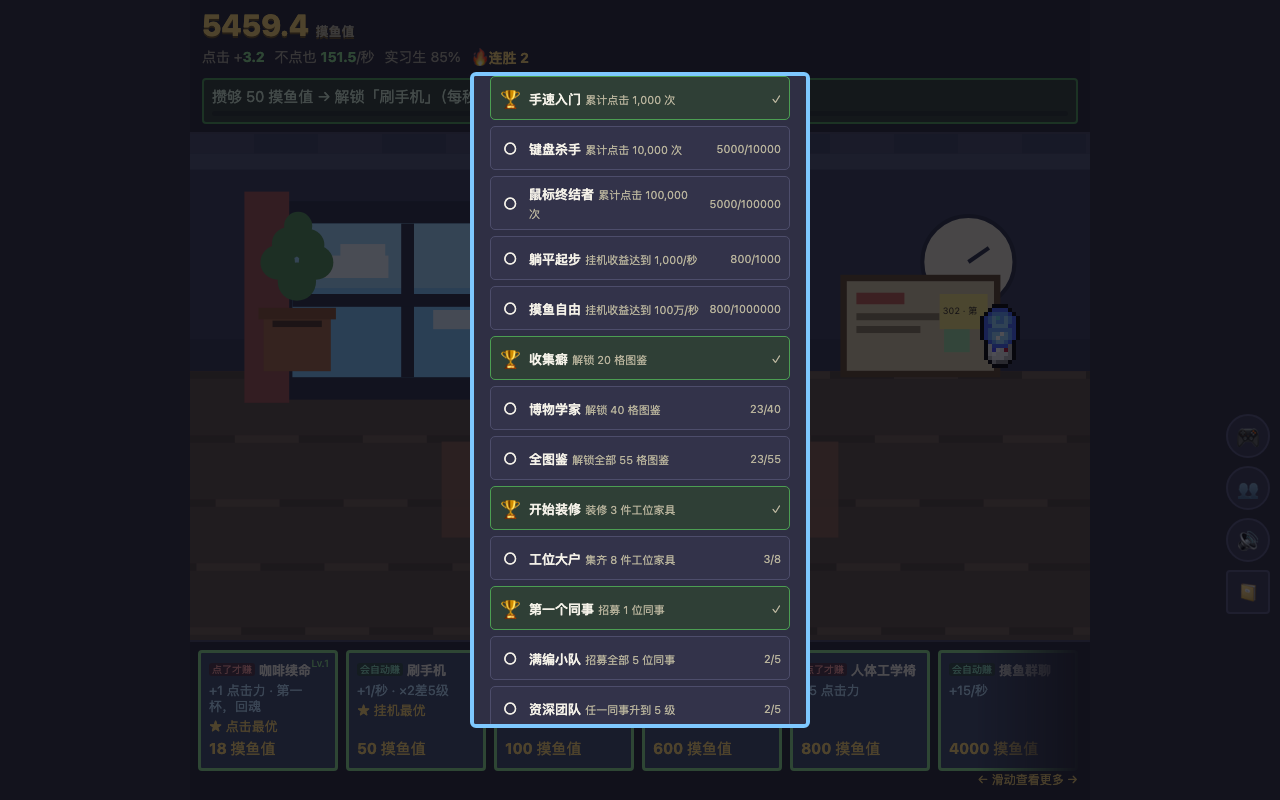 5459.4 摸鱼值
点击 +3.2 不点也 151.5/秒 实习生 85% 🔥连胜 2
攒够 50 摸鱼值 → 解锁「刷手机」（每秒
🏆 手速入门 累计点击 1,000 次 ✓
键盘杀手 累计点击 10,000 次 5000/10000
鼠标终结者 累计点击 100,000
次 5000/100000
躺平起步 挂机收益达到 1,000/秒 800/1000
摸鱼自由 挂机收益达到 100万/秒 800/1000000
🏆 收集癖 解锁 20 格图鉴 ✓
博物学家 解锁 40 格图鉴 23/40
全图鉴 解锁全部 55 格图鉴 23/55
🏆 开始装修 装修 3 件工位家具 ✓
工位大户 集齐 8 件工位家具 3/8
🏆 第一个同事 招募 1 位同事 ✓
满编小队 招募全部 5 位同事 2/5
资深团队 任一同事升到 5 级 2/5
302 · 第
点了才赚 咖啡续命 Lv.1
+1 点击力 · 第一
杯，回魂
★ 点击最优
18 摸鱼值
会自动赚 刷手机
+1/秒 · ×2差5级
★ 挂机最优
50 摸鱼值
100 摸鱼值
600 摸鱼值
点了才赚 人体工学椅
5 点击力
800 摸鱼值
会自动赚 摸鱼群聊
+15/秒
4000 摸鱼值
← 滑动查看更多 →